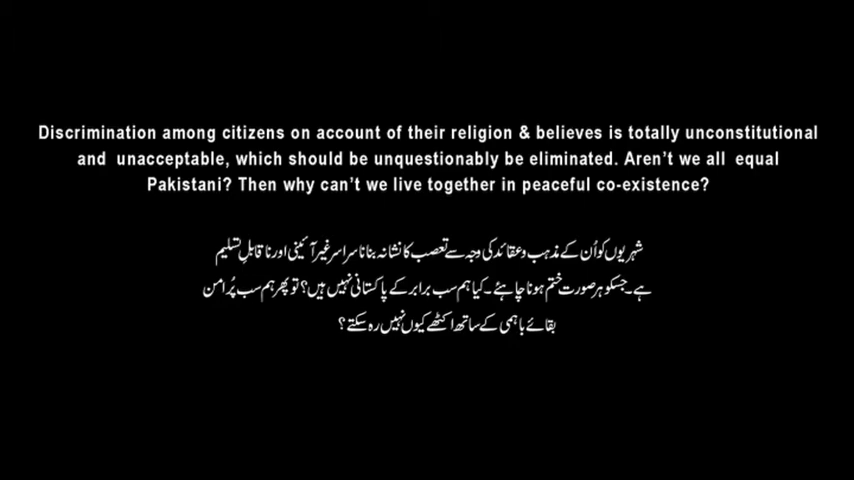 Discrimination among citizens on account of their religion & believes is totally unconstitutional
and unacceptable, which should be unquestionably be eliminated. Aren't we all equal
Pakistani? Then why can't we live together in peaceful co-existence?
شہریوں کو اُن کے مذہب و عقائد کی وجہ سے تعصب کا نشانہ بنانا سراسر غیر آئینی اور نا قابلِ تسلیم
ہے۔ جسکو ہر صورت ختم ہونا چاہئے۔ کیا ہم سب برابر کے پاکستانی نہیں ہیں؟ تو پھر ہم سب پُر امن
بقائے باہمی کے ساتھ اکٹھے کیوں نہیں رہ سکتے؟